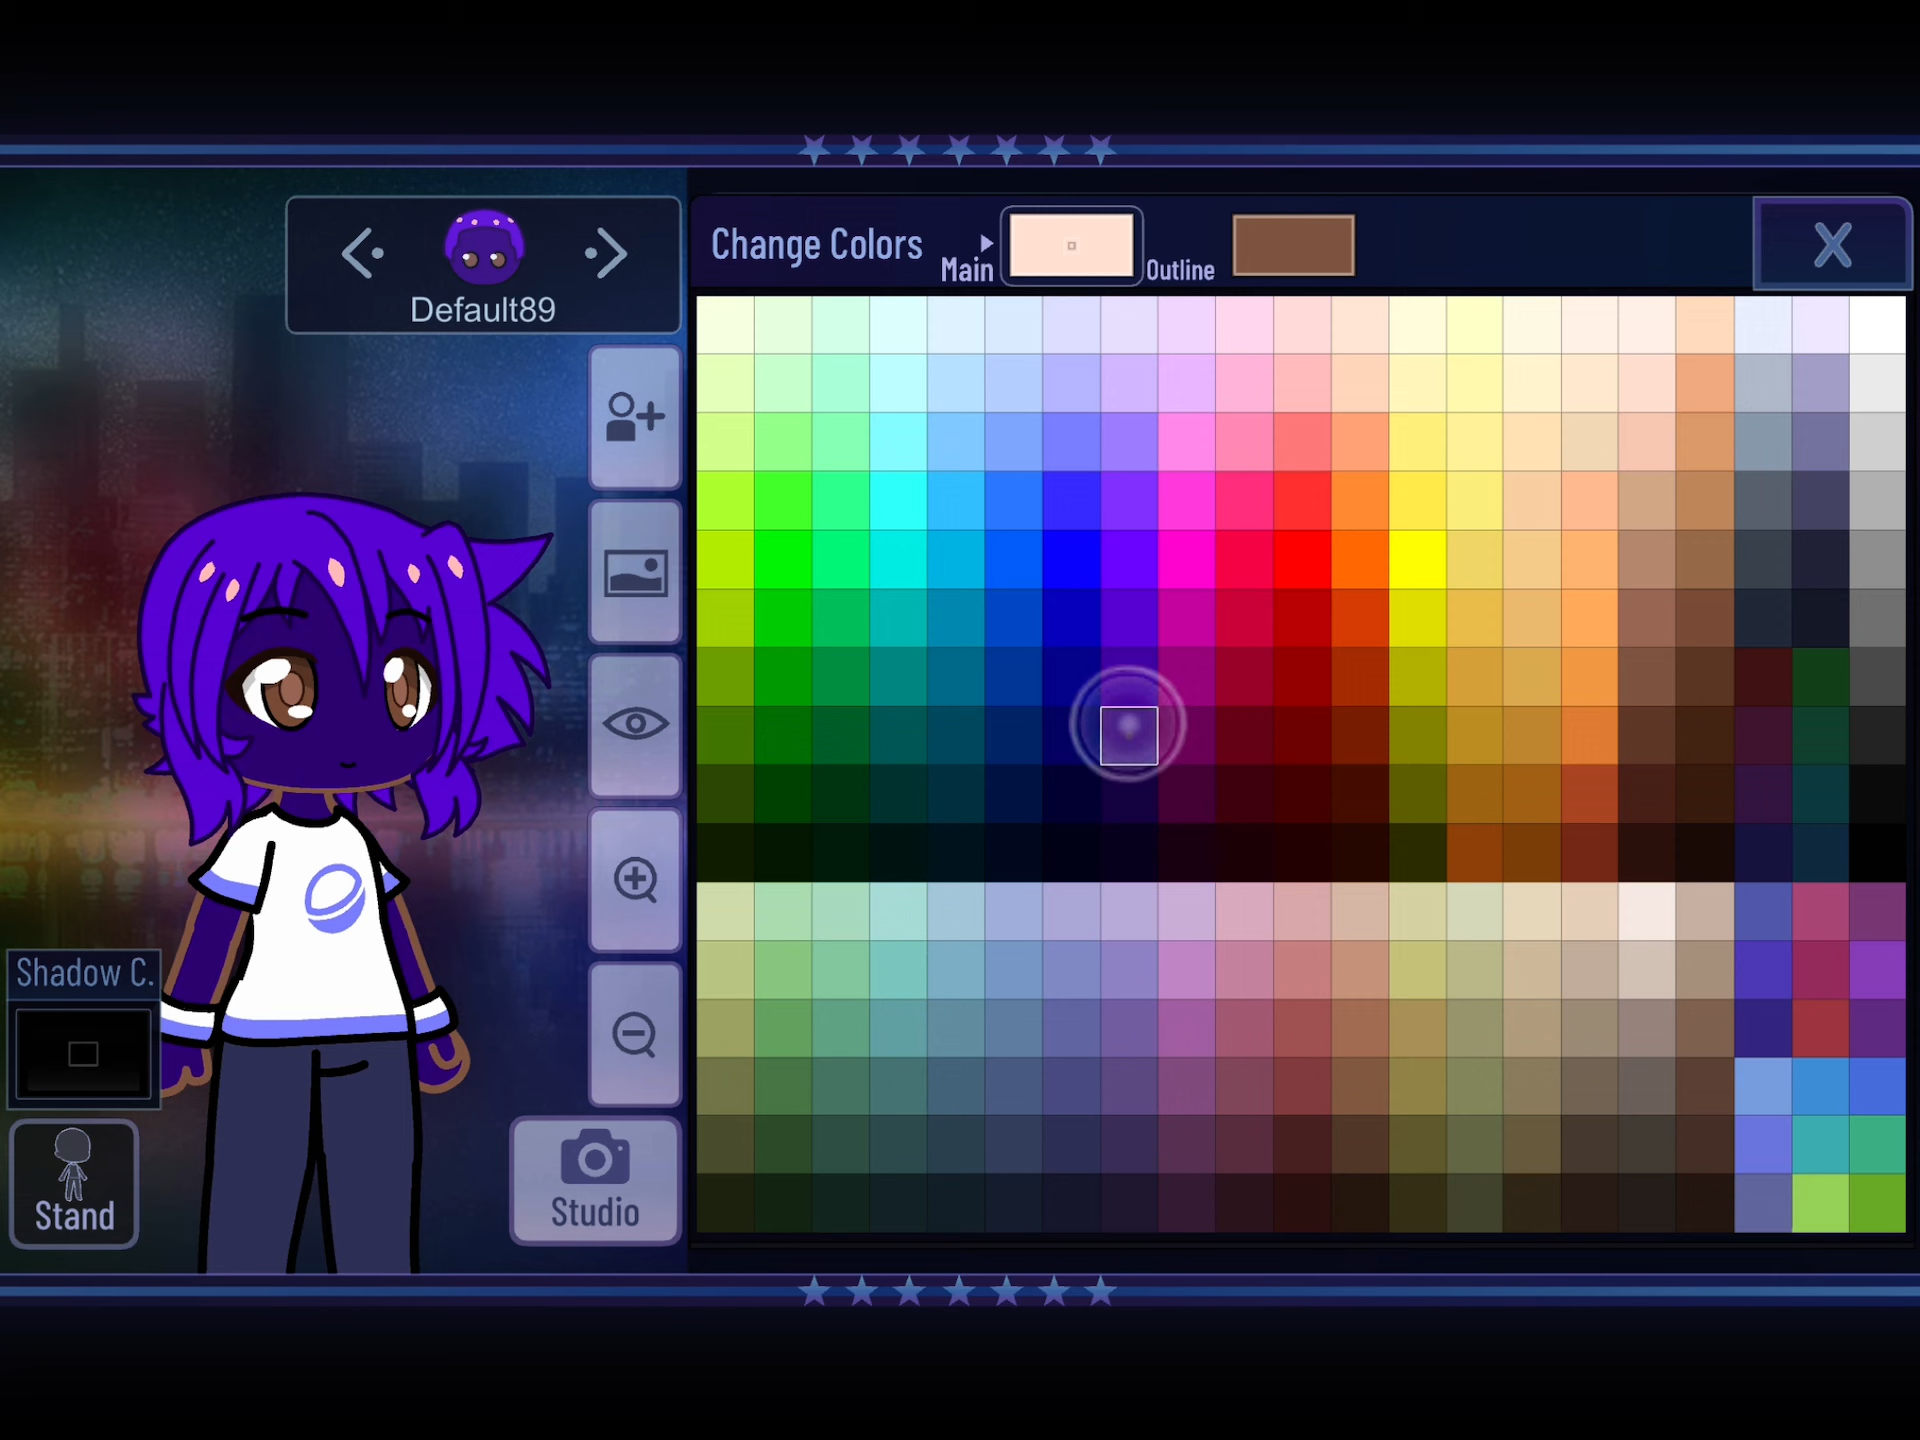 Default89
Change Colors
Main
Outline
X
Shadow C.
Stand
Studio